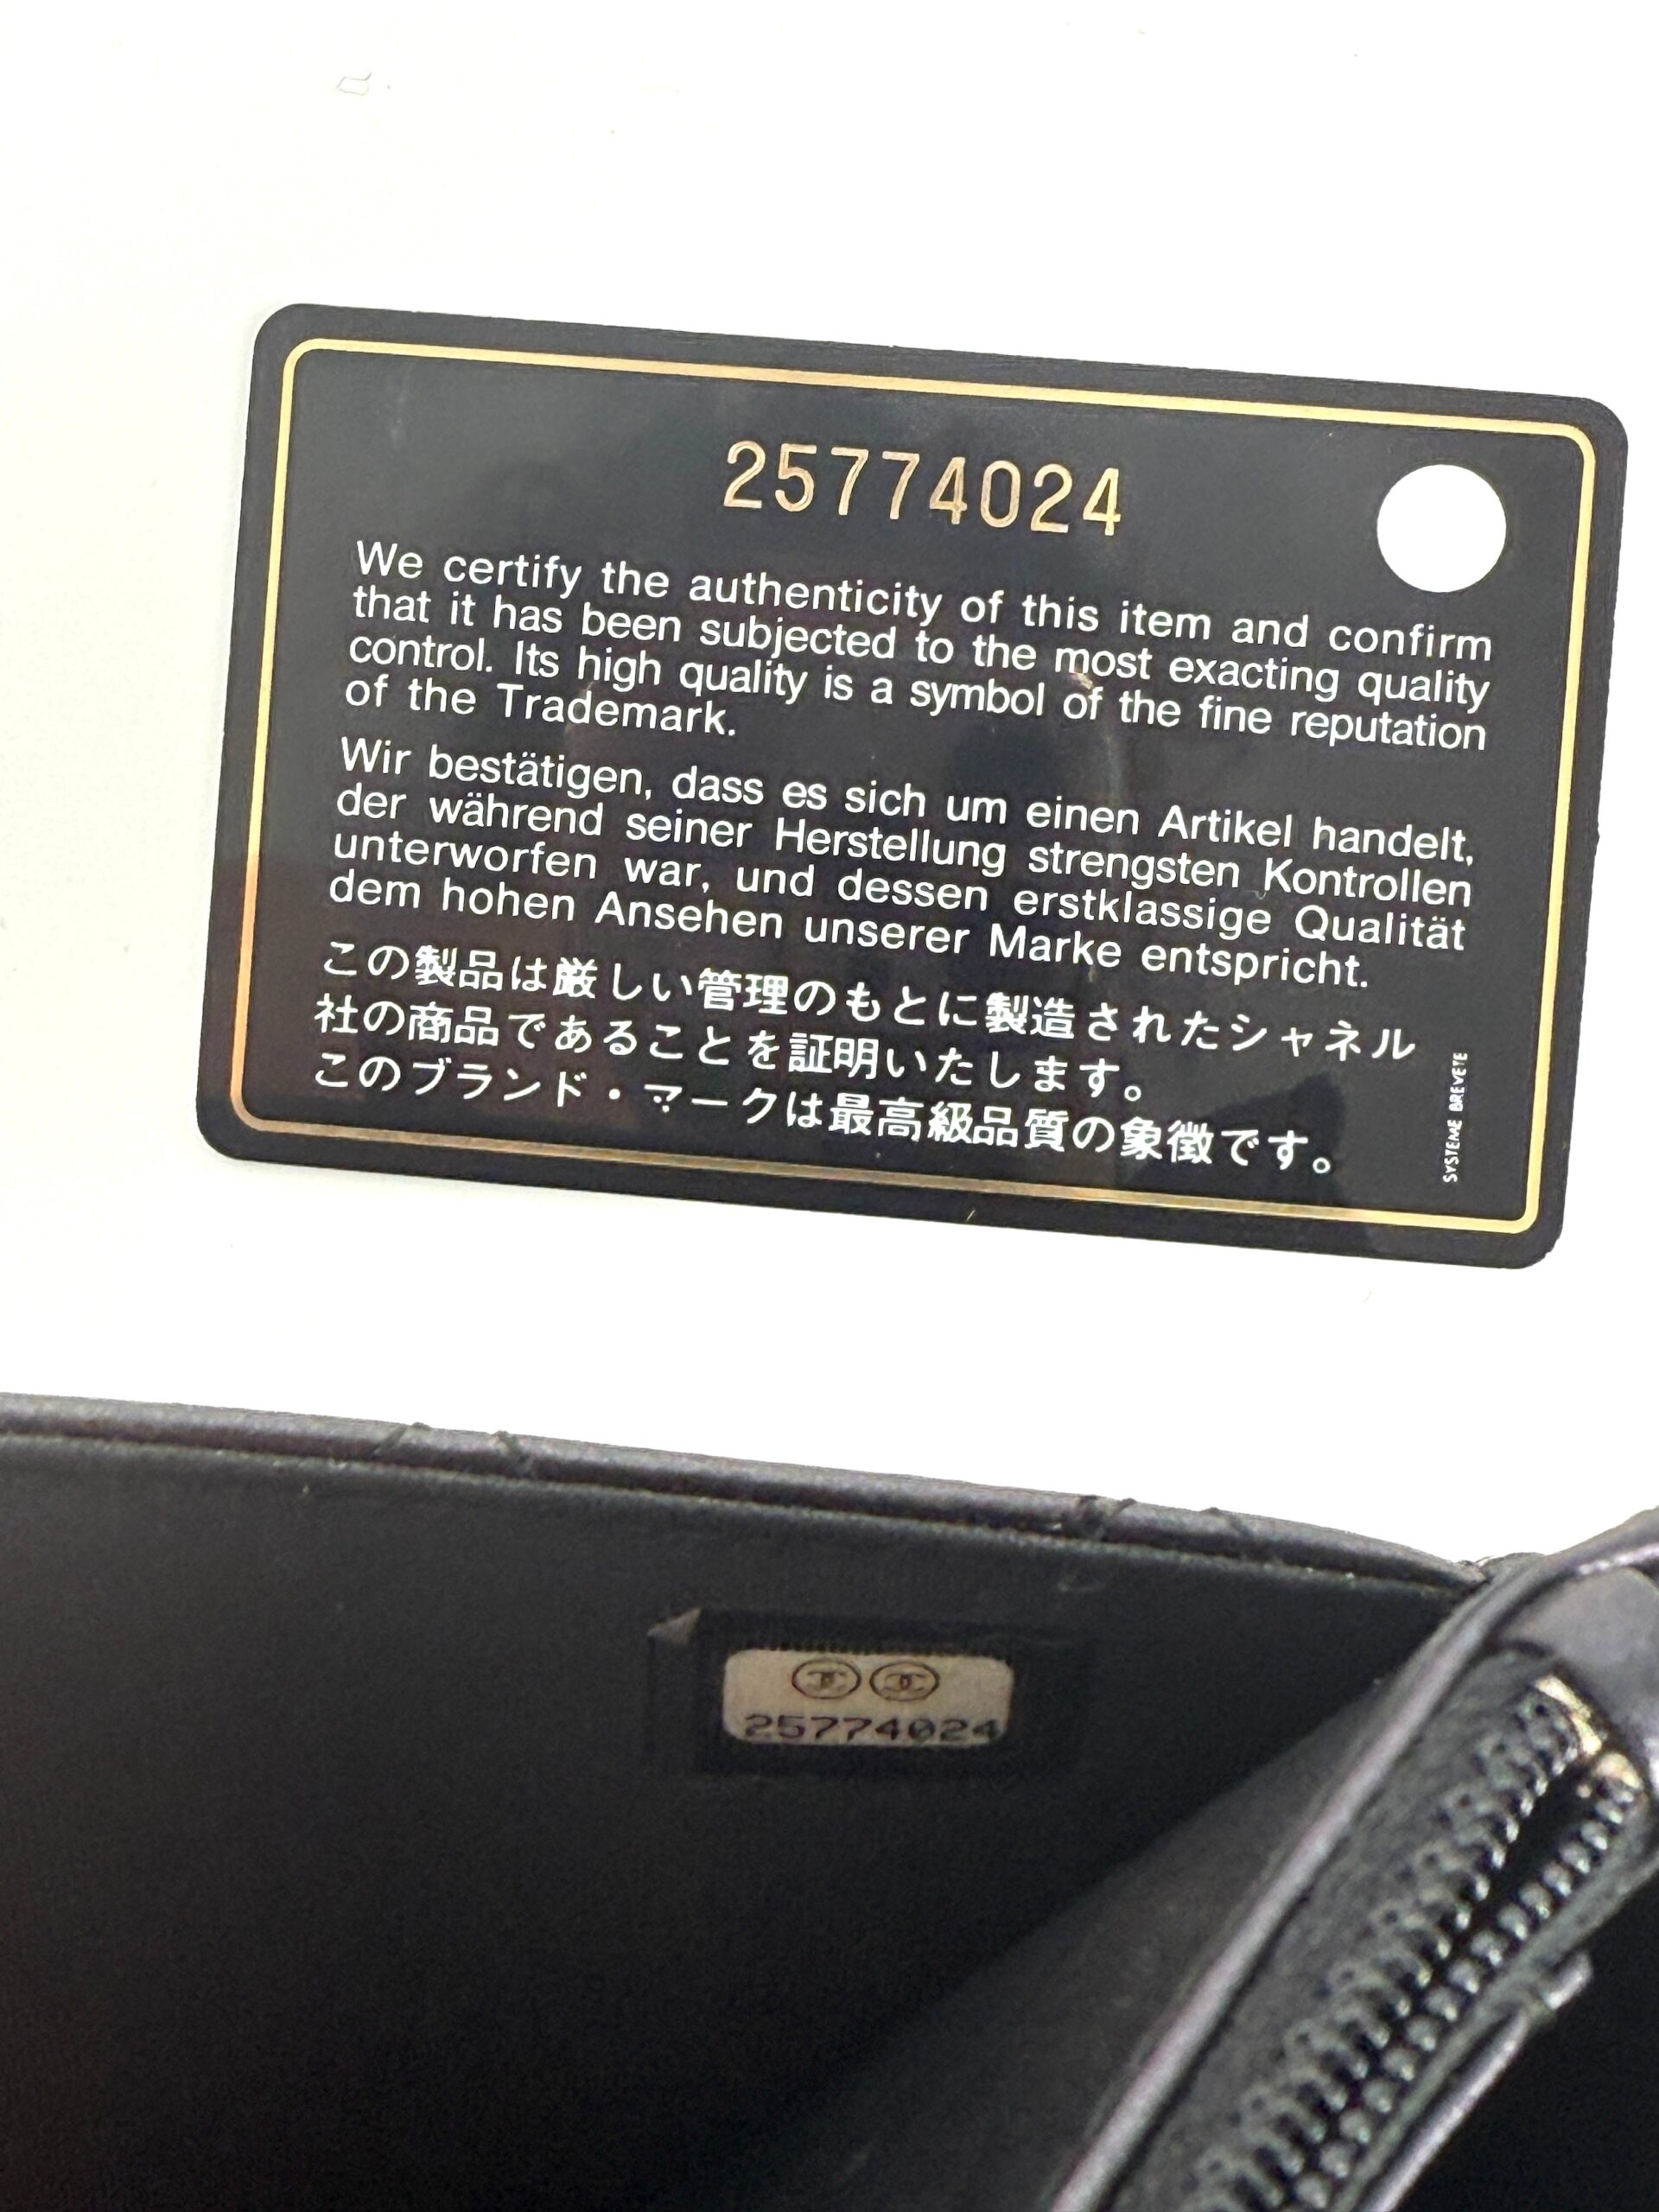 25774024
We certify the authenticity of this item and confirm
that it has been subjected to the most exacting quality
control. Its high quality is a symbol of the fine reputation
of the Trademark.
Wir bestätigen, dass es sich um einen Artikel handelt,
der während seiner Herstellung strengsten Kontrollen
unterworfen war, und dessen erstklassige Qualität
dem hohen Ansehen unserer Marke entspricht.
この製品は厳しい管理のもとに製造されたシャネル
社の商品であることを証明いたします。
このブランド・マークは最高級品質の象徴です。
SYSTEME BREVETE
25774024